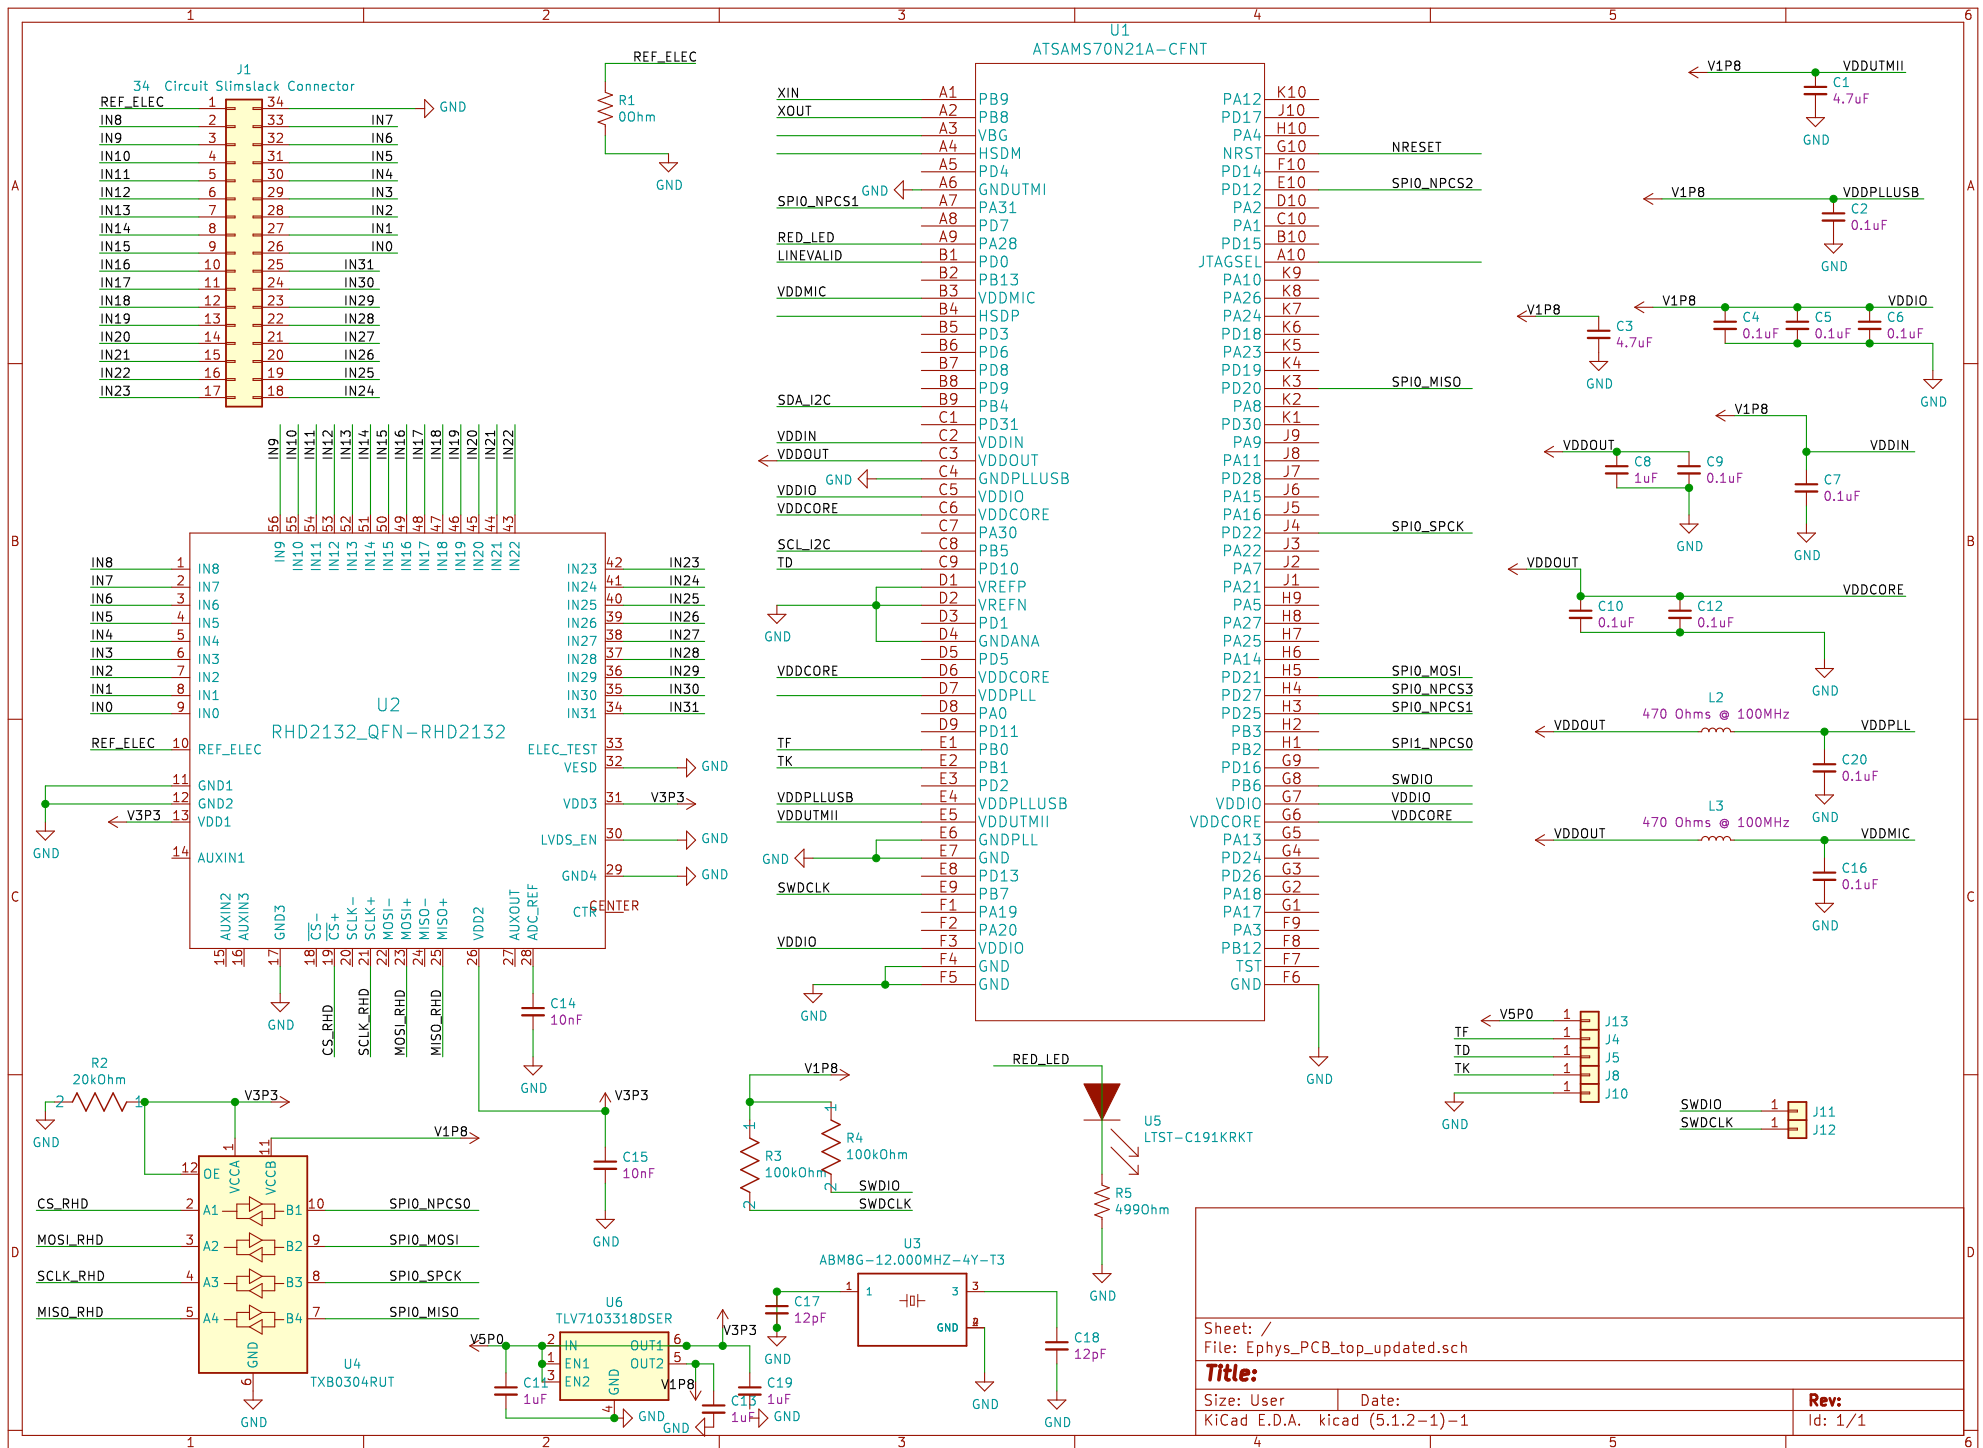 1 2 3 4 5 6
A
B
C
D
J1
34 Circuit Slimslack Connector
REF_ELEC 1 34 GND
IN8 2 33 IN7
IN9 3 32 IN6
IN10 4 31 IN5
IN11 5 30 IN4
IN12 6 29 IN3
IN13 7 28 IN2
IN14 8 27 IN1
IN15 9 26 IN0
IN16 10 25 IN31
IN17 11 24 IN30
IN18 12 23 IN29
IN19 13 22 IN28
IN20 14 21 IN27
IN21 15 20 IN26
IN22 16 19 IN25
IN23 17 18 IN24
REF_ELEC
R1
0Ohm
GND
U1
ATSAMS70N21A-CFNT
XIN A1 PB9
XOUT A2 PB8
A3 VBG
A4 HSDM
A5 PD4
GND A6 GNDUTMI
SPI0_NPCS1 A7 PA31
A8 PD7
RED_LED A9 PA28
LINEVALID B1 PD0
B2 PB13
VDDMIC B3 VDDMIC
B4 HSDP
B5 PD3
B6 PD6
B7 PD8
B8 PD9
SDA_I2C B9 PB4
C1 PD31
VDDIN C2 VDDIN
VDDOUT C3 VDDOUT
GND C4 GNDPLLUSB
VDDIO C5 VDDIO
VDDCORE C6 VDDCORE
C7 PA30
SCL_I2C C8 PB5
TD C9 PD10
D1 VREFP
D2 VREFN
GND
D3 PD1
D4 GNDANA
D5 PD5
VDDCORE D6 VDDCORE
D7 VDDPLL
D8 PA0
D9 PD11
TF E1 PB0
TK E2 PB1
E3 PD2
VDDPLLUSB E4 VDDPLLUSB
VDDUTMII E5 VDDUTMII
E6 GNDPLL
GND E7 GND
E8 PD13
SWDCLK E9 PB7
F1 PA19
F2 PA20
VDDIO F3 VDDIO
F4 GND
F5 GND
GND
PA12 K10
PD17 J10
PA4 H10
NRST G10 NRESET
PD14 F10
PD12 E10 SPI0_NPCS2
PA2 D10
PA1 C10
PD15 B10
JTAGSEL A10
PA10 K9
PA26 K8
PA24 K7
PD18 K6
PA23 K5
PD19 K4
PD20 K3 SPI0_MISO
PA8 K2
PD30 K1
PA9 J9
PA11 J8
PD28 J7
PA15 J6
PA16 J5
PD22 J4 SPI0_SPCK
PA22 J3
PA7 J2
PA21 J1
PA5 H9
PA27 H8
PA25 H7
PA14 H6
PD21 H5 SPI0_MOSI
PD27 H4 SPI0_NPCS3
PD25 H3 SPI0_NPCS1
PB3 H2
PB2 H1 SPI1_NPCS0
PD16 G9
PB6 G8 SWDIO
VDDIO G7 VDDIO
VDDCORE G6 VDDCORE
PA13 G5
PD24 G4
PD26 G3
PA18 G2
PA17 G1
PA3 F9
PB12 F8
TST F7
GND F6
GND
V1P8 VDDUTMII
C1
4.7uF
GND
V1P8 VDDPLLUSB
C2
0.1uF
GND
V1P8
C3
4.7uF
GND
V1P8 VDDIO
C4 C5 C6
0.1uF 0.1uF 0.1uF
GND
V1P8
VDDIN
C7
0.1uF
GND
VDDOUT
C8 C9
1uF 0.1uF
GND
VDDOUT
VDDCORE
C10 C12
0.1uF 0.1uF
GND
L2
470 Ohms @ 100MHz
VDDOUT VDDPLL
C20
0.1uF
GND
L3
470 Ohms @ 100MHz
VDDOUT VDDMIC
C16
0.1uF
GND
IN9 IN10 IN11 IN12 IN13 IN14 IN15 IN16 IN17 IN18 IN19 IN20 IN21 IN22
56 55 54 53 52 51 50 49 48 47 46 45 44 43
IN9 IN10 IN11 IN12 IN13 IN14 IN15 IN16 IN17 IN18 IN19 IN20 IN21 IN22
IN8 1 IN8
IN7 2 IN7
IN6 3 IN6
IN5 4 IN5
IN4 5 IN4
IN3 6 IN3
IN2 7 IN2
IN1 8 IN1
IN0 9 IN0
REF_ELEC 10 REF_ELEC
11 GND1
12 GND2
V3P3 13 VDD1
GND
14 AUXIN1
U2
RHD2132_QFN-RHD2132
IN23 42 IN23
IN24 41 IN24
IN25 40 IN25
IN26 39 IN26
IN27 38 IN27
IN28 37 IN28
IN29 36 IN29
IN30 35 IN30
IN31 34 IN31
ELEC_TEST 33
VESD 32 GND
VDD3 31 V3P3
LVDS_EN 30 GND
GND4 29 GND
CTR CENTER
AUXIN2 AUXIN3 GND3 CS- CS+ SCLK- SCLK+ MOSI- MOSI+ MISO- MISO+ VDD2 AUXOUT ADC_REF
15 16 17 18 19 20 21 22 23 24 25 26 27 28
GND
CS_RHD SCLK_RHD MOSI_RHD MISO_RHD
C14
10nF
GND
V3P3
C15
10nF
GND
R2
20kOhm
2 1
GND
V3P3
V1P8
1 11
12 OE VCCA VCCB
CS_RHD 2 A1 B1 10 SPI0_NPCS0
MOSI_RHD 3 A2 B2 9 SPI0_MOSI
SCLK_RHD 4 A3 B3 8 SPI0_SPCK
MISO_RHD 5 A4 B4 7 SPI0_MISO
GND
6
GND
U4
TXB0304RUT
V1P8
1 1
R3
100kOhm
R4
100kOhm
2 2
SWDIO
SWDCLK
RED_LED
U5
LTST-C191KRKT
R5
499Ohm
GND
U3
ABM8G-12.000MHZ-4Y-T3
1 1 3 3
GND
C17
12pF
GND
GND
C18
12pF
GND
U6
TLV7103318DSER
V5P0 2 IN OUT1 6 V3P3
1 EN1 OUT2 5
3 EN2
V1P8
GND
4
GND
C11
1uF
C13
1uF
GND
C19
1uF
GND
V5P0 1 J13
TF 1 J4
TD 1 J5
TK 1 J8
1 J10
GND
SWDIO 1 J11
SWDCLK 1 J12
Sheet: /
File: Ephys_PCB_top_updated.sch
Title:
Size: User Date: Rev:
KiCad E.D.A. kicad (5.1.2-1)-1 Id: 1/1
A
B
C
D
1 2 3 4 5 6